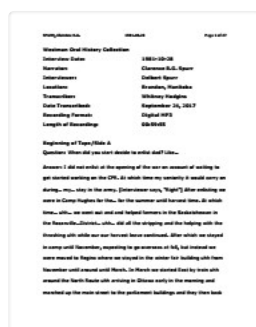 1981-10-28
Page 1 of 27
Westman Oral History Collection
Interview Date: 1981-10-28
Narrator: Clarence B.G. Spurr
Interviewer: Delbert Spurr
Location: Brandon, Manitoba
Transcriber: Whitney Hodgins
Date Transcribed: September 26, 2017
Recording Format: Digital MP3
Length of Recording:
Beginning of Tape/Side A
Question: When did you start decide to enlist dad? Like...
Answer: I did not enlist at the opening of the war on account of waiting to
get started working on the CPR. At which time my seniority it would carry on
during… my… stay in the army. [Interviewer says, "Right"] After enlisting we
were in Camp Hughes for the… for the summer until harvest time. At which
time… uhh… we went out and and helped farmers in the Saskatchewan in
the District… uhh… did all the stripping and the helping with the
threshing uhh while our our harvest leave continued. After which we stayed
in camp until November, expecting to go overseas at fall, but instead we
were moved to Regina where we stayed in the winter fair building uhh from
November until around until March. In March we started East by train uhh
around the North Route uhh arriving in Ottawa early in the morning and
marched up the main street to the parliament buildings and they then back